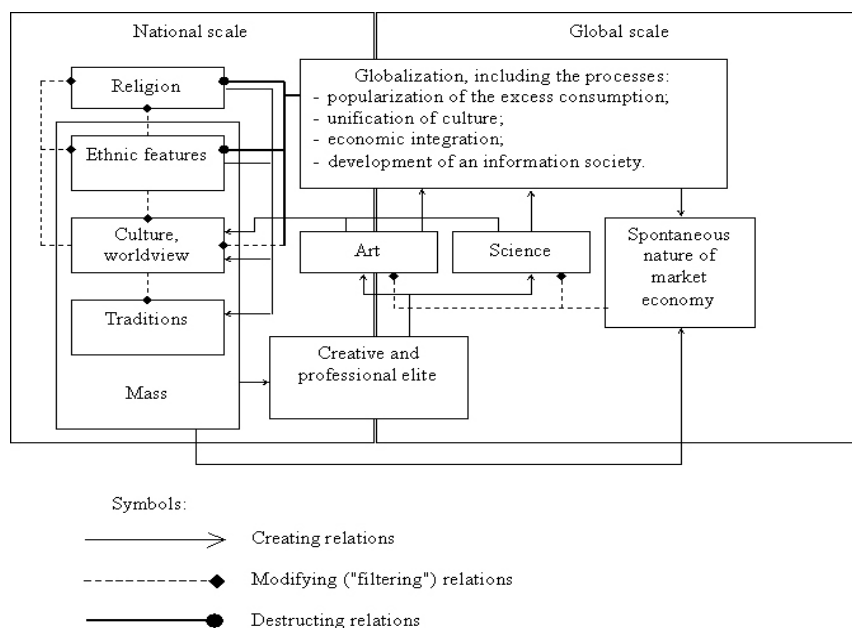 National scale
Global scale
Religion
Ethnic features
Culture,
worldview
Traditions
Mass
Globalization, including the processes:
- popularization of the excess consumption;
- unification of culture;
- economic integration;
- development of an information society.
Art
Science
Spontaneous
nature of
market
economy
Creative and
professional elite
Symbols:
Creating relations
Modifying ("filtering") relations
Destructing relations